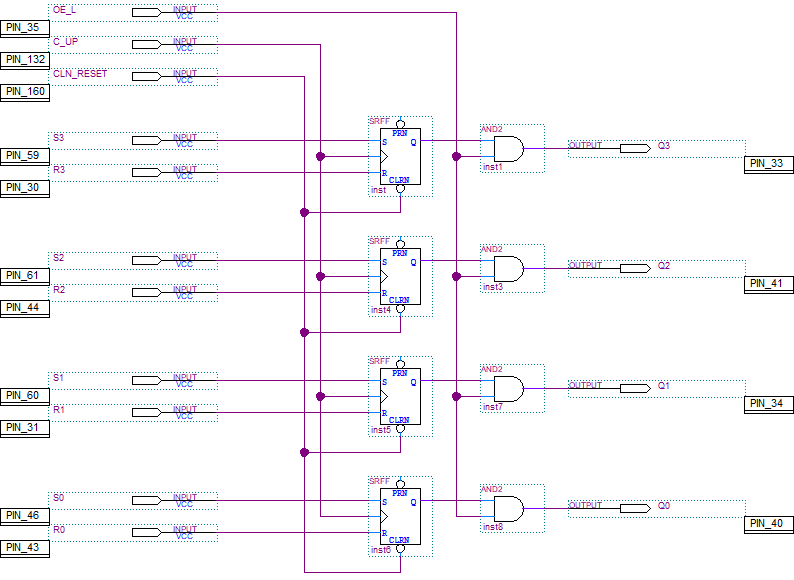 OE_L INPUT
VCC
PIN_35
C_UP INPUT
VCC
PIN_132
CLN_RESET INPUT
VCC
PIN_160
SRFF
PRN
AND2
S3 INPUT S Q OUTPUT Q3
VCC
PIN_59 PIN_33
R3 INPUT R inst1
VCC
CLRN
PIN_30 inst
SRFF
PRN
AND2
S2 INPUT S Q OUTPUT Q2
VCC
PIN_61 PIN_41
R2 INPUT R inst3
VCC
CLRN
PIN_44 inst4
SRFF
PRN
AND2
S1 INPUT S Q OUTPUT Q1
VCC
PIN_60 PIN_34
R1 INPUT R inst7
VCC
CLRN
PIN_31 inst5
SRFF
PRN
AND2
S0 INPUT S Q OUTPUT Q0
VCC
PIN_46 PIN_40
R0 INPUT R inst8
VCC
CLRN
PIN_43 inst6